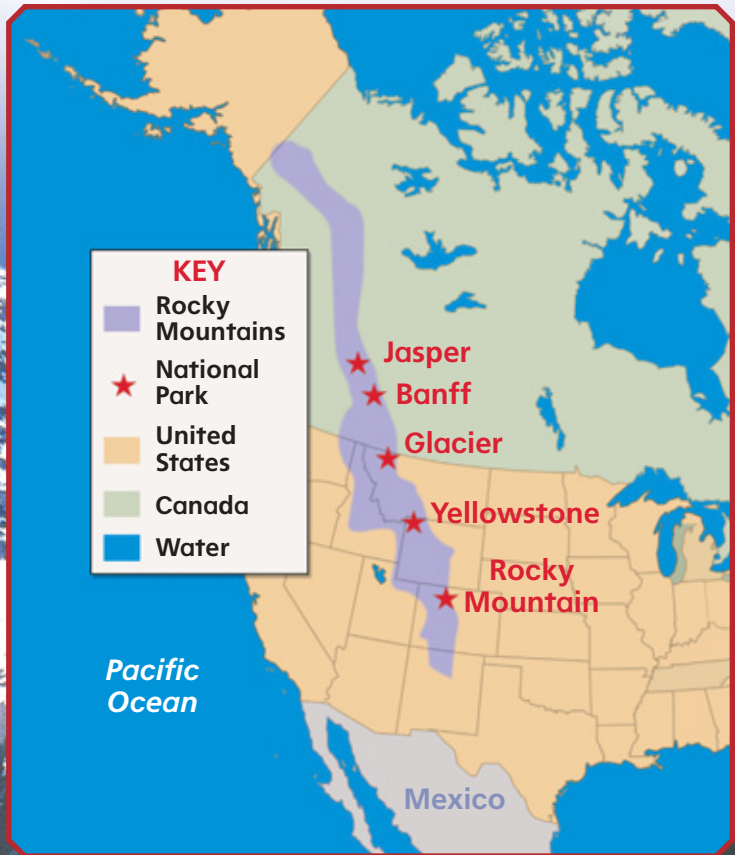 KEY
Rocky
Mountains
National
Park
United
States
Canada
Water
Jasper
Banff
Glacier
Yellowstone
Rocky
Mountain
Pacific
Ocean
Mexico